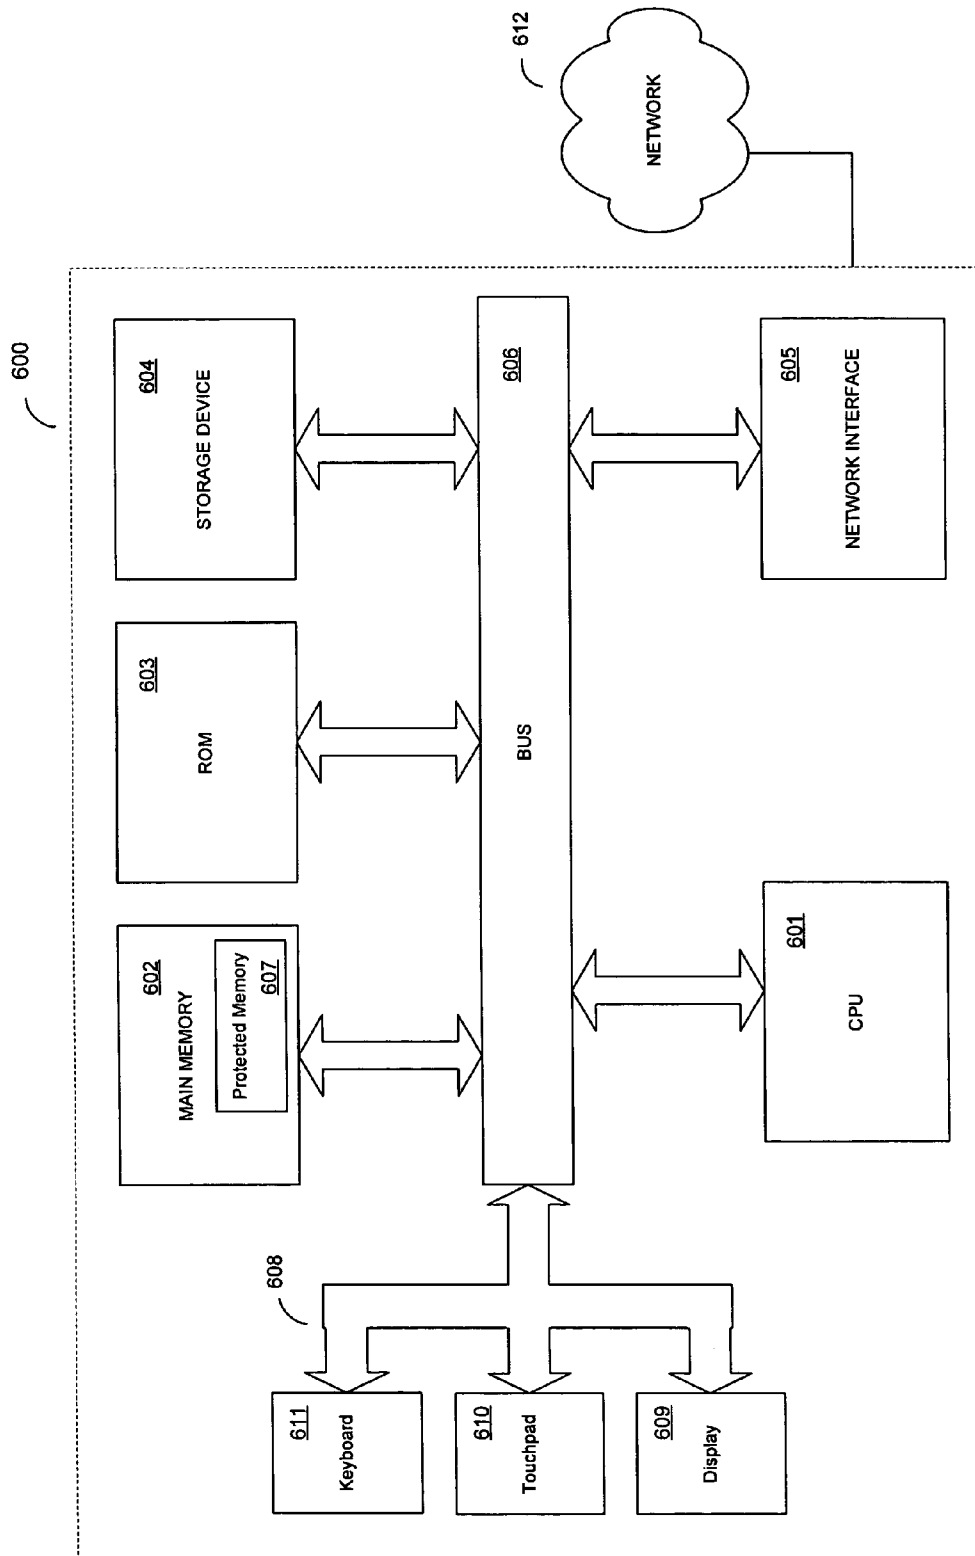 600
612
NETWORK
602
MAIN MEMORY
Protected Memory
607
603
ROM
604
STORAGE DEVICE
608
611
Keyboard
610
Touchpad
609
Display
606
BUS
601
CPU
605
NETWORK INTERFACE